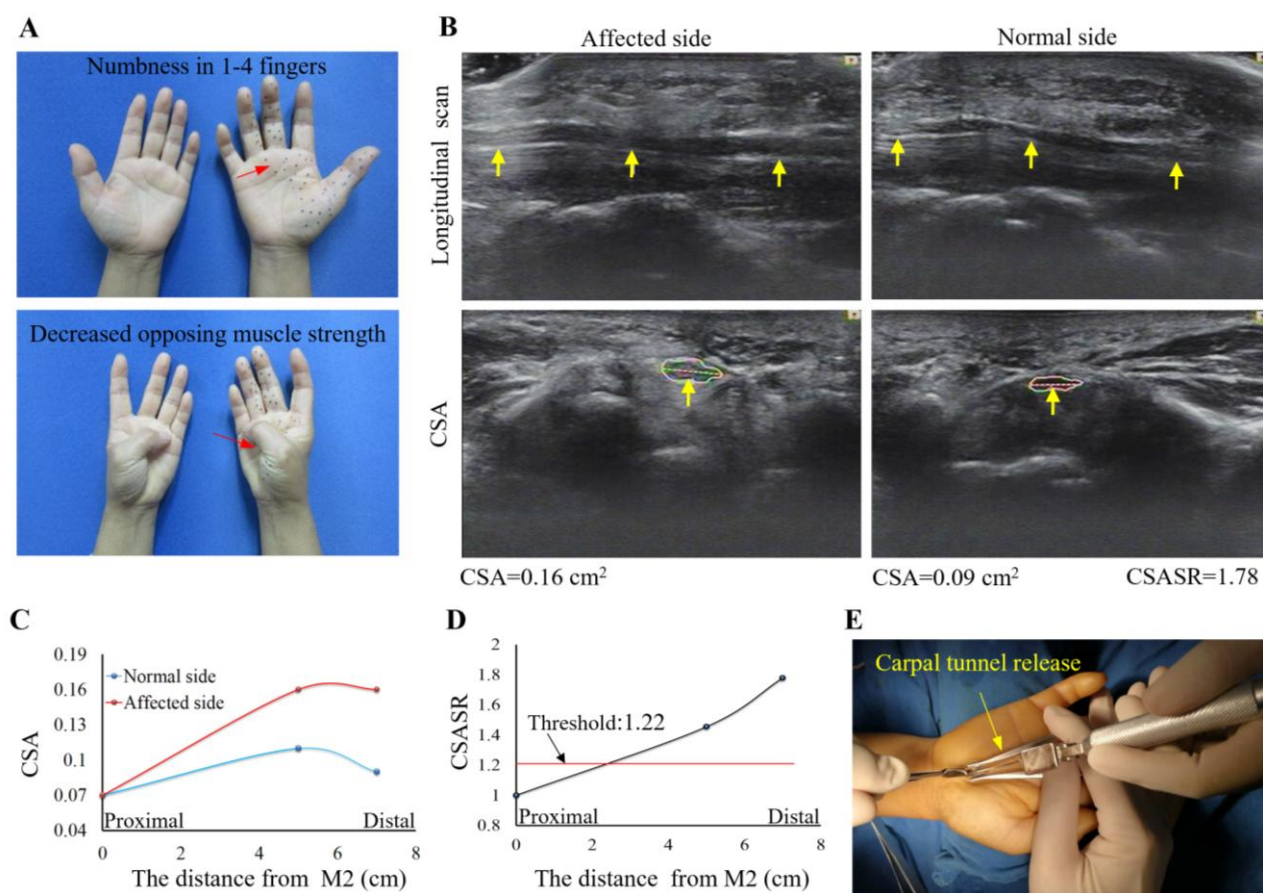 A
Numbness in 1-4 fingers
Decreased opposing muscle strength
B
Affected side
Normal side
Longitudinal scan
CSA
CSA=0.16 cm²
CSA=0.09 cm²
CSASR=1.78
C
0.19
0.16
0.13
0.1
0.07
0.04
CSA
Normal side
Affected side
Proximal
Distal
0
2
4
6
8
The distance from M2 (cm)
D
2
1.8
1.6
1.4
1.2
1
0.8
CSASR
Threshold:1.22
Proximal
Distal
0
2
4
6
8
The distance from M2 (cm)
E
Carpal tunnel release